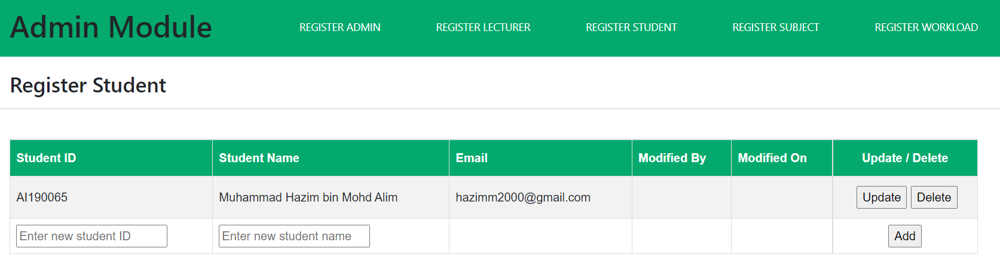 Admin Module REGISTER ADMIN REGISTER LECTURER REGISTER STUDENT REGISTER SUBJECT REGISTER WORKLOAD
Register Student
Student ID Student Name Email Modified By Modified On Update / Delete
AI190065 Muhammad Hazim bin Mohd Alim hazimm2000@gmail.com Update Delete
Enter new student ID Enter new student name Add